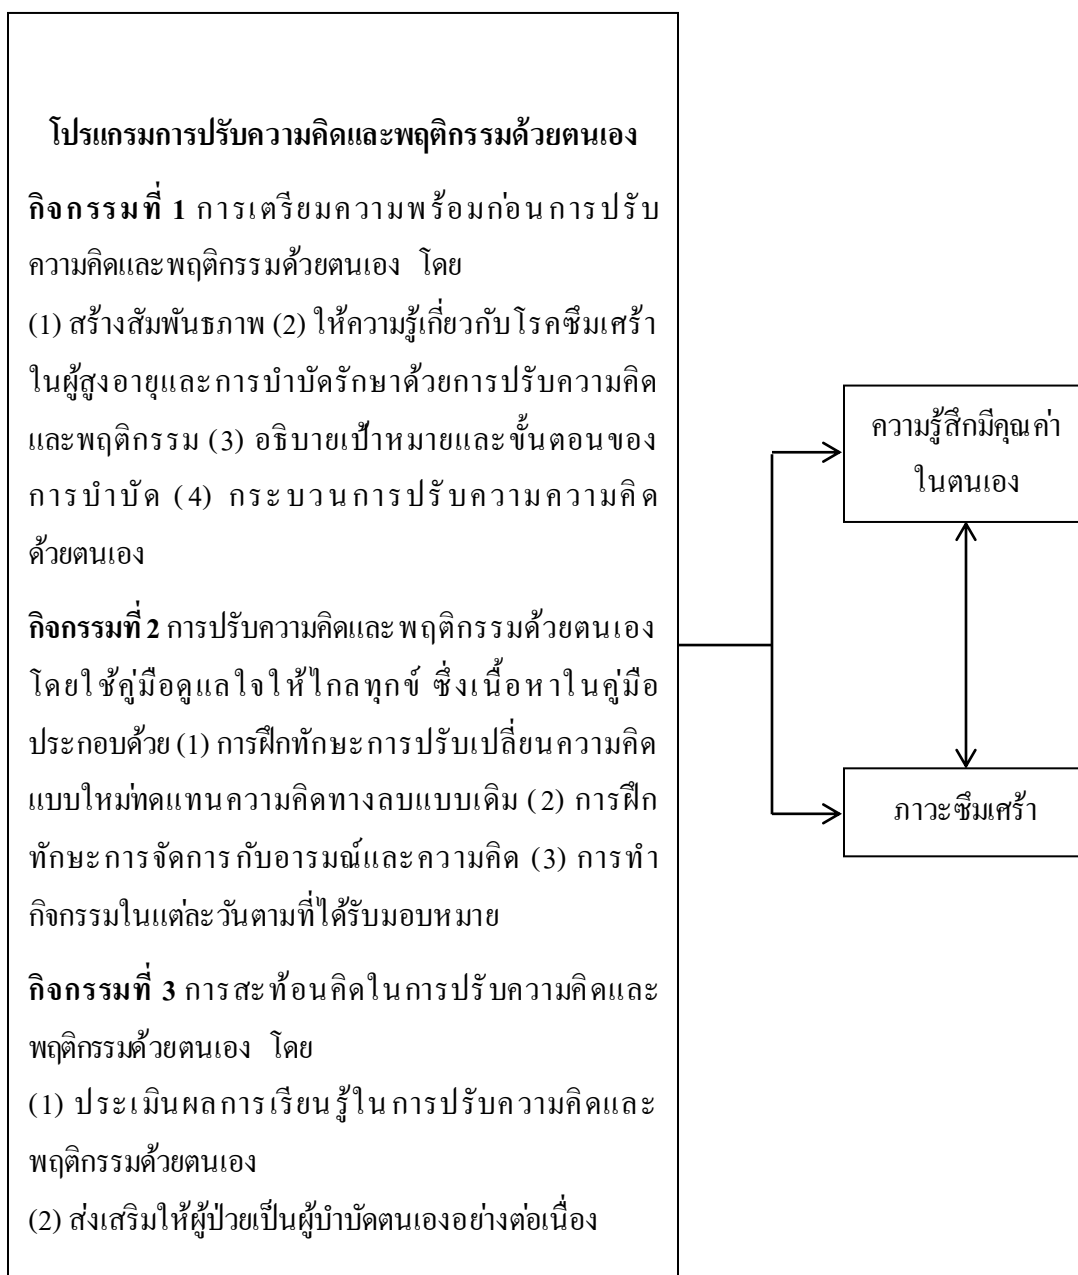 โปรแกรมการปรับความคิดและพฤติกรรมด้วยตนเอง
กิจกรรมที่ 1 การเตรียมความพร้อมก่อนการปรับ
ความคิดและพฤติกรรมด้วยตนเอง โดย
(1) สร้างสัมพันธภาพ (2) ให้ความรู้เกี่ยวกับโรคซึมเศร้า
ในผู้สูงอายุและการบำบัดรักษาด้วยการปรับความคิด
และพฤติกรรม (3) อธิบายเป้าหมายและขั้นตอนของ
การบำบัด (4) กระบวนการปรับความความคิด
ด้วยตนเอง
กิจกรรมที่ 2 การปรับความคิดและพฤติกรรมด้วยตนเอง
โดยใช้คู่มือดูแลใจให้ไกลทุกข์ ซึ่งเนื้อหาในคู่มือ
ประกอบด้วย (1) การฝึกทักษะการปรับเปลี่ยนความคิด
แบบใหม่ทดแทนความคิดทางลบแบบเดิม (2) การฝึก
ทักษะการจัดการกับอารมณ์และความคิด (3) การทำ
กิจกรรมในแต่ละวันตามที่ได้รับมอบหมาย
กิจกรรมที่ 3 การสะท้อนคิดในการปรับความคิดและ
พฤติกรรมด้วยตนเอง โดย
(1) ประเมินผลการเรียนรู้ในการปรับความคิดและ
พฤติกรรมด้วยตนเอง
(2) ส่งเสริมให้ผู้ป่วยเป็นผู้บำบัดตนเองอย่างต่อเนื่อง
ความรู้สึกมีคุณค่า
ในตนเอง
ภาวะซึมเศร้า